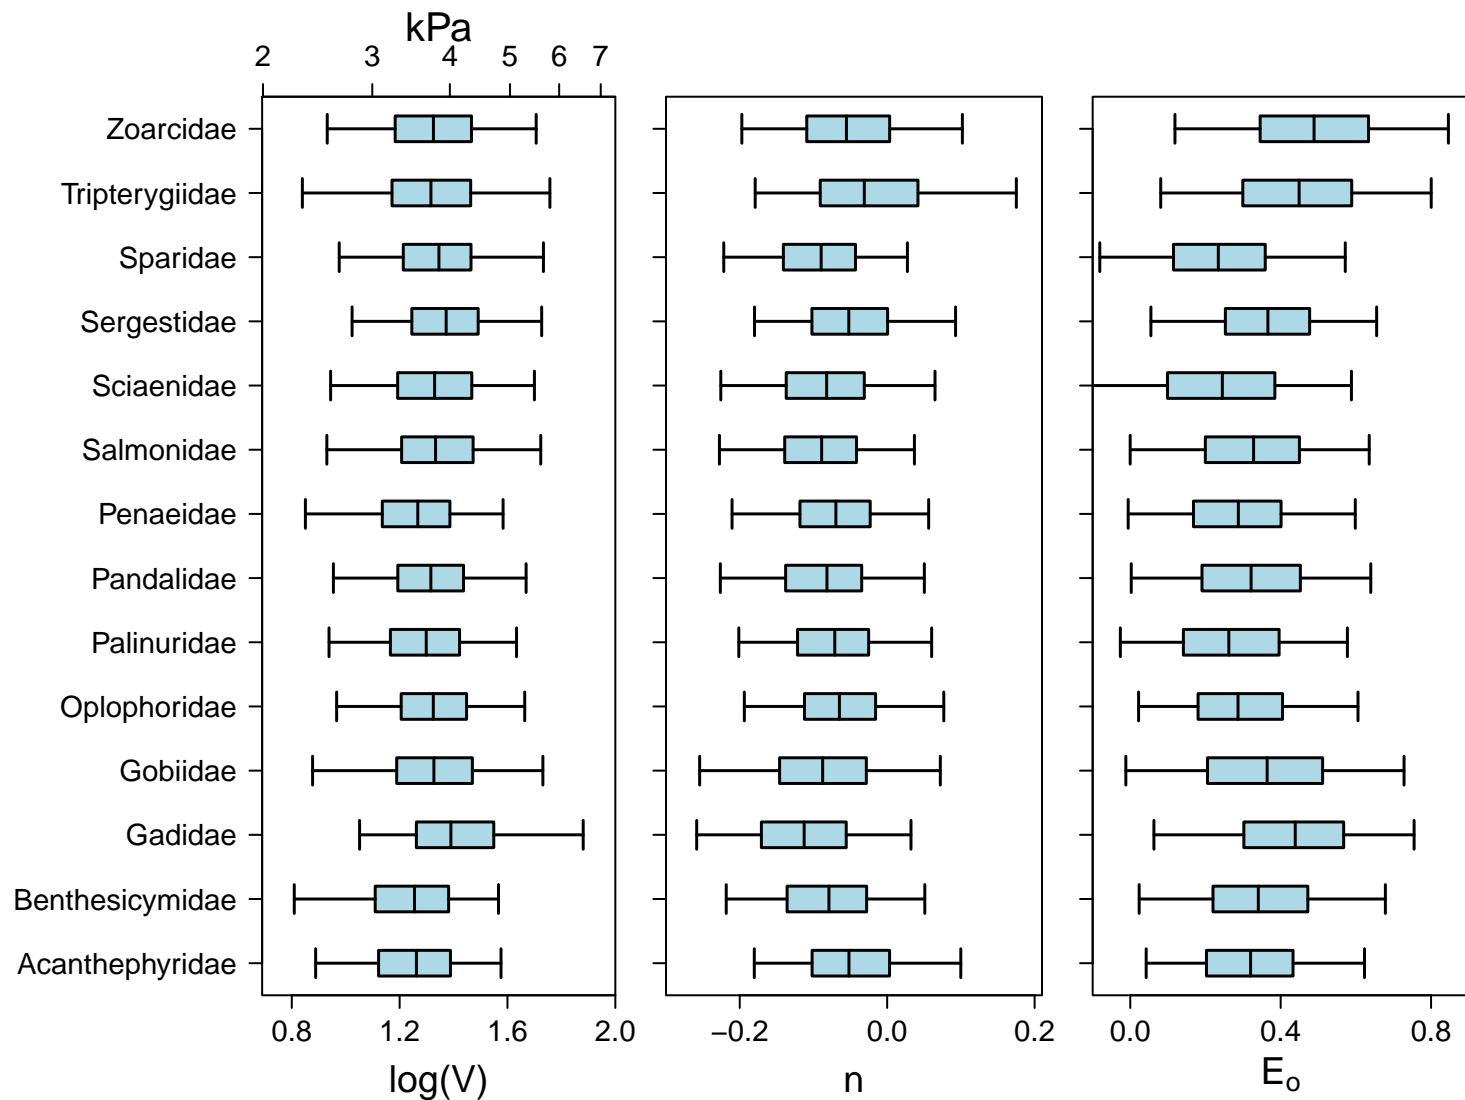 kPa
2 3 4 5 6 7
Zoarcidae
Tripterygiidae
Sparidae
Sergestidae
Sciaenidae
Salmonidae
Penaeidae
Pandalidae
Palinuridae
Oplophoridae
Gobiidae
Gadidae
Benthesicymidae
Acanthephyridae
0.8 1.2 1.6 2.0 −0.2 0.0 0.2 0.0 0.4 0.8
log(V) n E₀